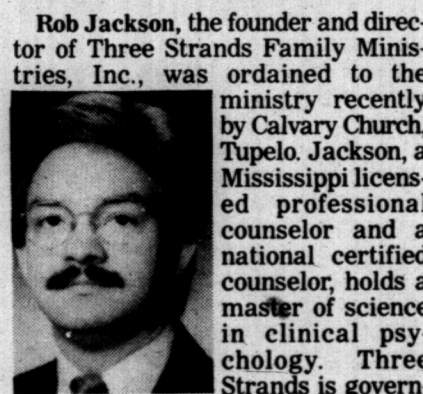 Rob Jackson, the founder and direc-
tor of Three Strands Family Minis-
tries, Inc., was ordained to the
ministry recently
by Calvary Church,
Tupelo. Jackson, a
Mississippi licens-
ed professional
counselor and a
national certified
counselor, holds a
master of science
in clinical psy-
chology. Three
Strands is govern-